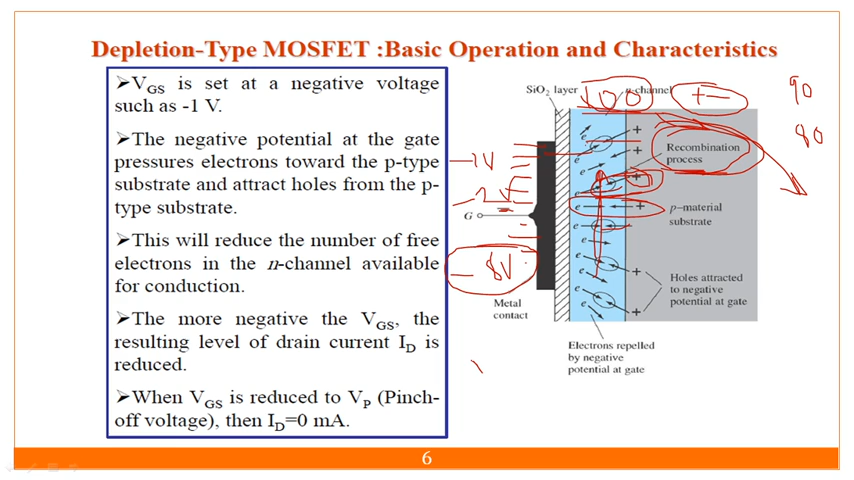 Depletion-Type MOSFET :Basic Operation and Characteristics
➢VGS is set at a negative voltage
such as -1 V.
➢The negative potential at the gate
pressures electrons toward the p-type
substrate and attract holes from the p-
type substrate.
➢This will reduce the number of free
electrons in the n-channel available
for conduction.
➢The more negative the VGS, the
resulting level of drain current ID is
reduced.
➢When VGS is reduced to VP (Pinch-
off voltage), then ID=0 mA.
SiO2 layer
n-channel
100
+-
90
80
Recombination
process
-1V
-2V
-8V
G
e
e
e
e
e
e
e
e
e
e
e
+
+
+
+
+
+
p-material
substrate
Metal
contact
Holes attracted
to negative
potential at gate
Electrons repelled
by negative
potential at gate
6